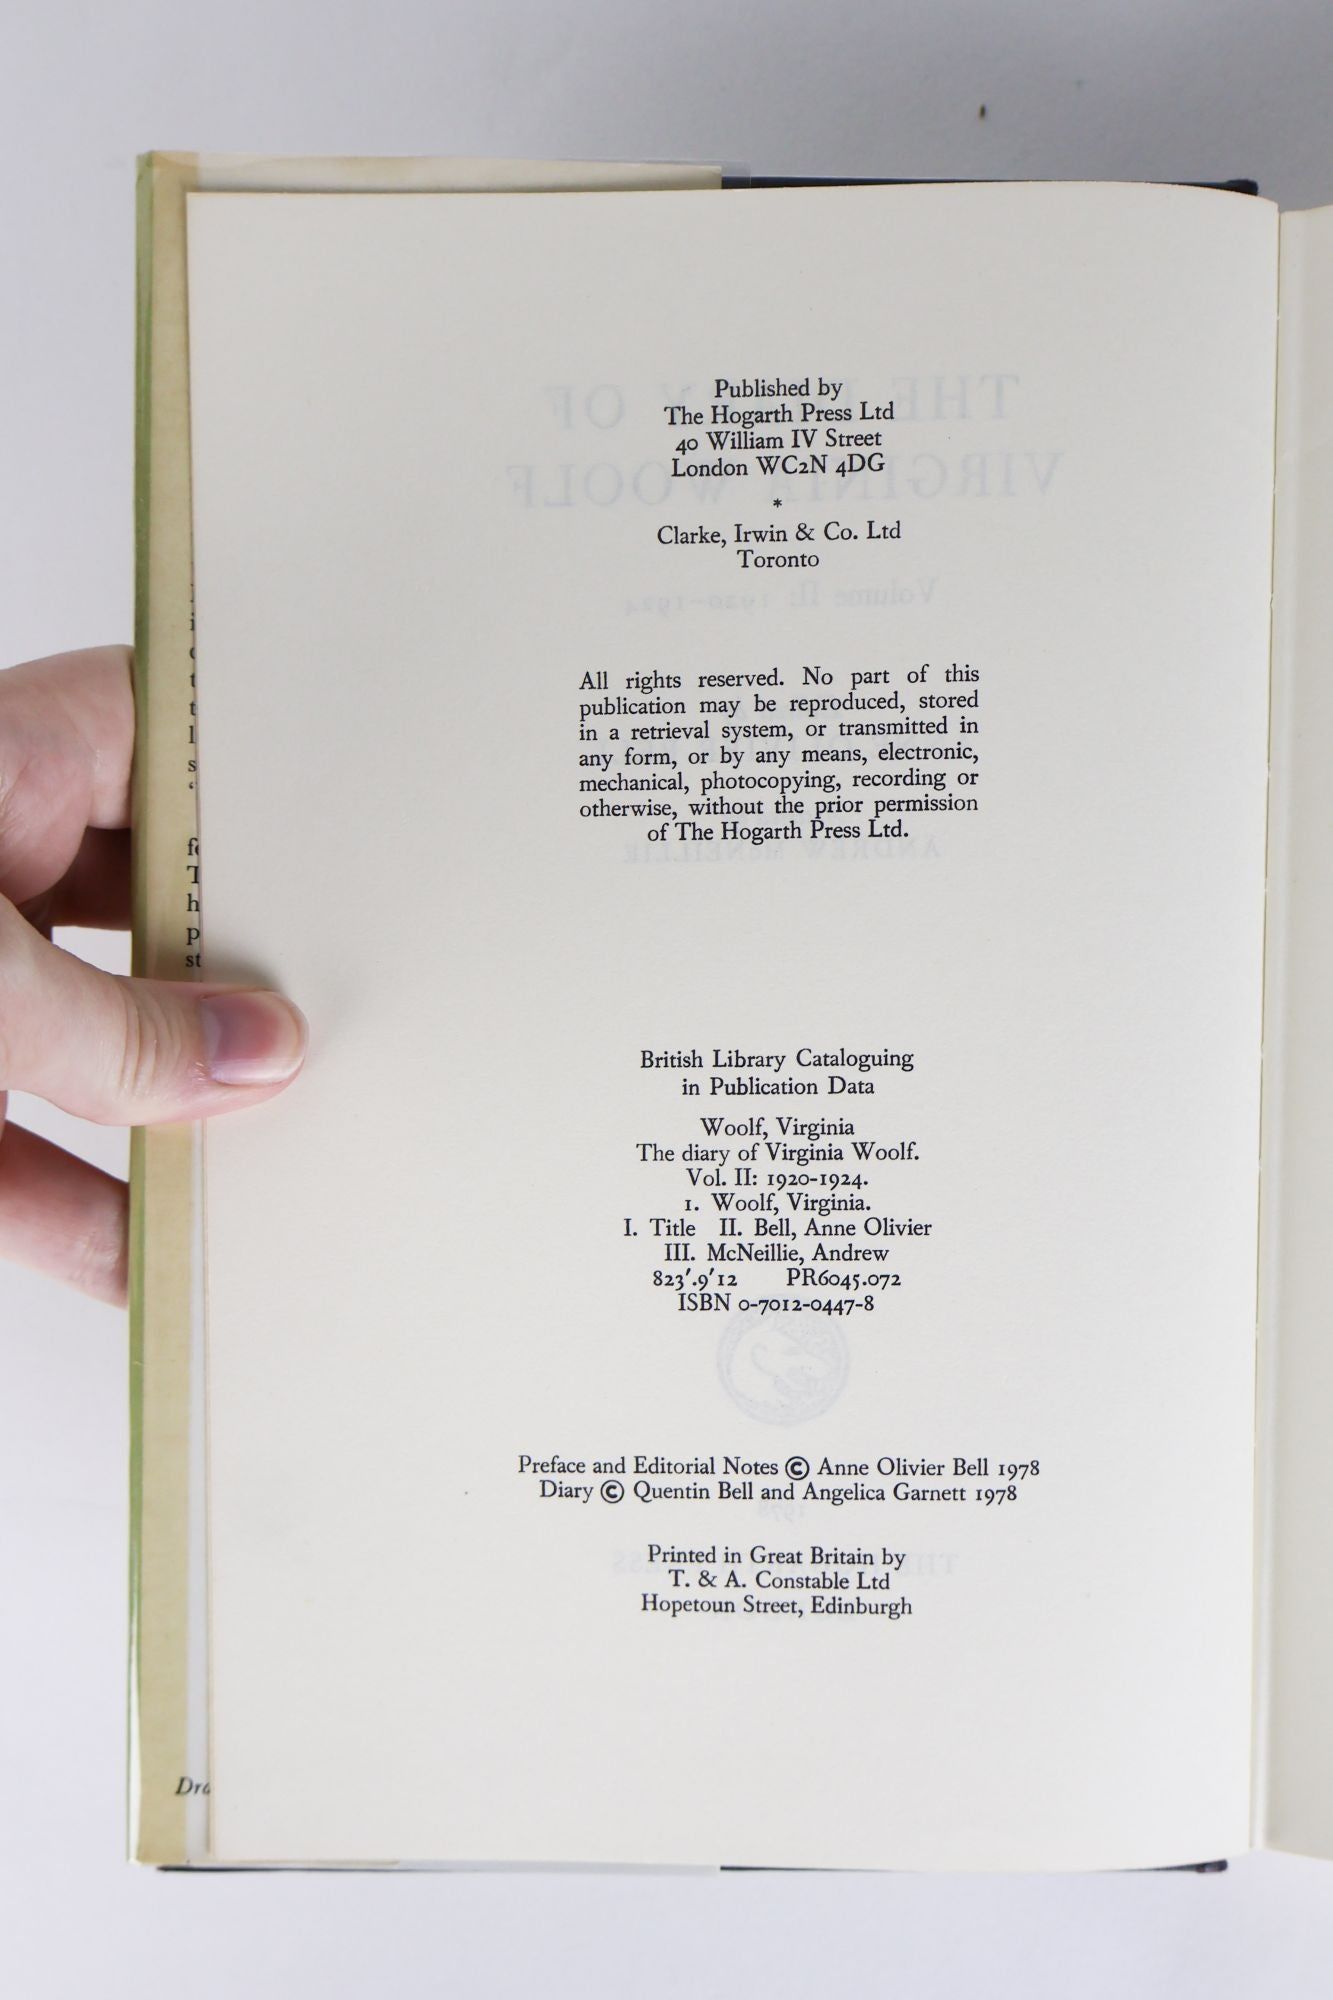 Published by
The Hogarth Press Ltd
40 William IV Street
London WC2N 4DG
*
Clarke, Irwin & Co. Ltd
Toronto
All rights reserved. No part of this
publication may be reproduced, stored
in a retrieval system, or transmitted in
any form, or by any means, electronic,
mechanical, photocopying, recording or
otherwise, without the prior permission
of The Hogarth Press Ltd.
British Library Cataloguing
in Publication Data
Woolf, Virginia
The diary of Virginia Woolf.
Vol. II: 1920-1924.
1. Woolf, Virginia.
I. Title II. Bell, Anne Olivier
III. McNeillie, Andrew
823'.9'12 PR6045.072
ISBN 0-7012-0447-8
Preface and Editorial Notes © Anne Olivier Bell 1978
Diary © Quentin Bell and Angelica Garnett 1978
Printed in Great Britain by
T. & A. Constable Ltd
Hopetoun Street, Edinburgh